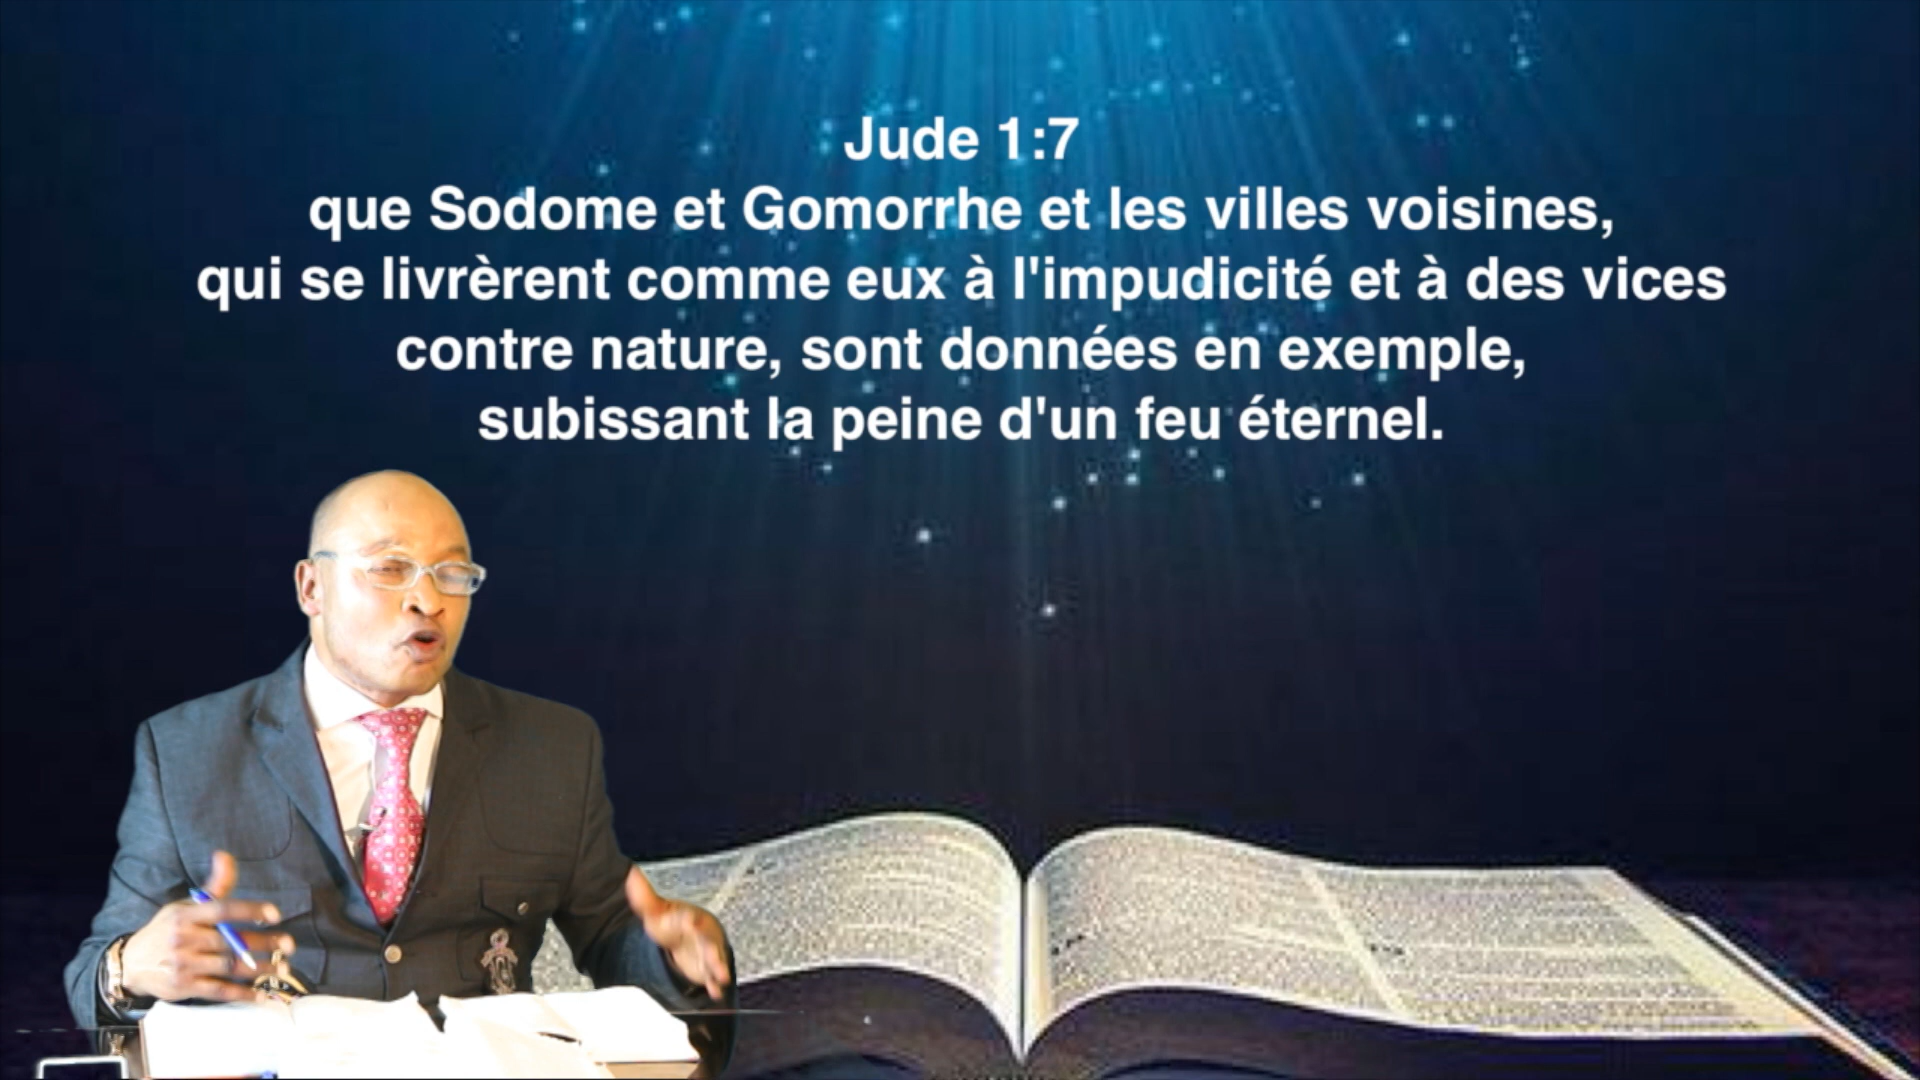 Jude 1:7
que Sodome et Gomorrhe et les villes voisines,
qui se livrèrent comme eux à l'impudicité et à des vices
contre nature, sont données en exemple,
subissant la peine d'un feu éternel.